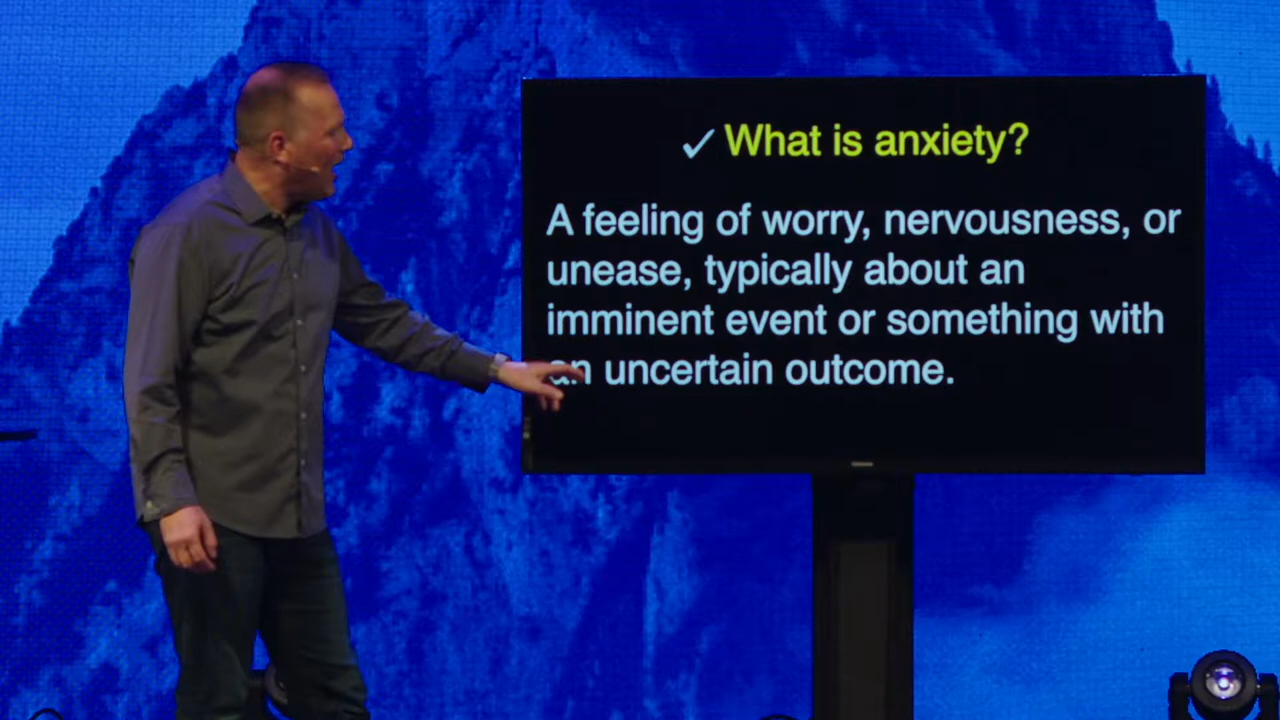 ✓ What is anxiety?
A feeling of worry, nervousness, or
unease, typically about an
imminent event or something with
an uncertain outcome.